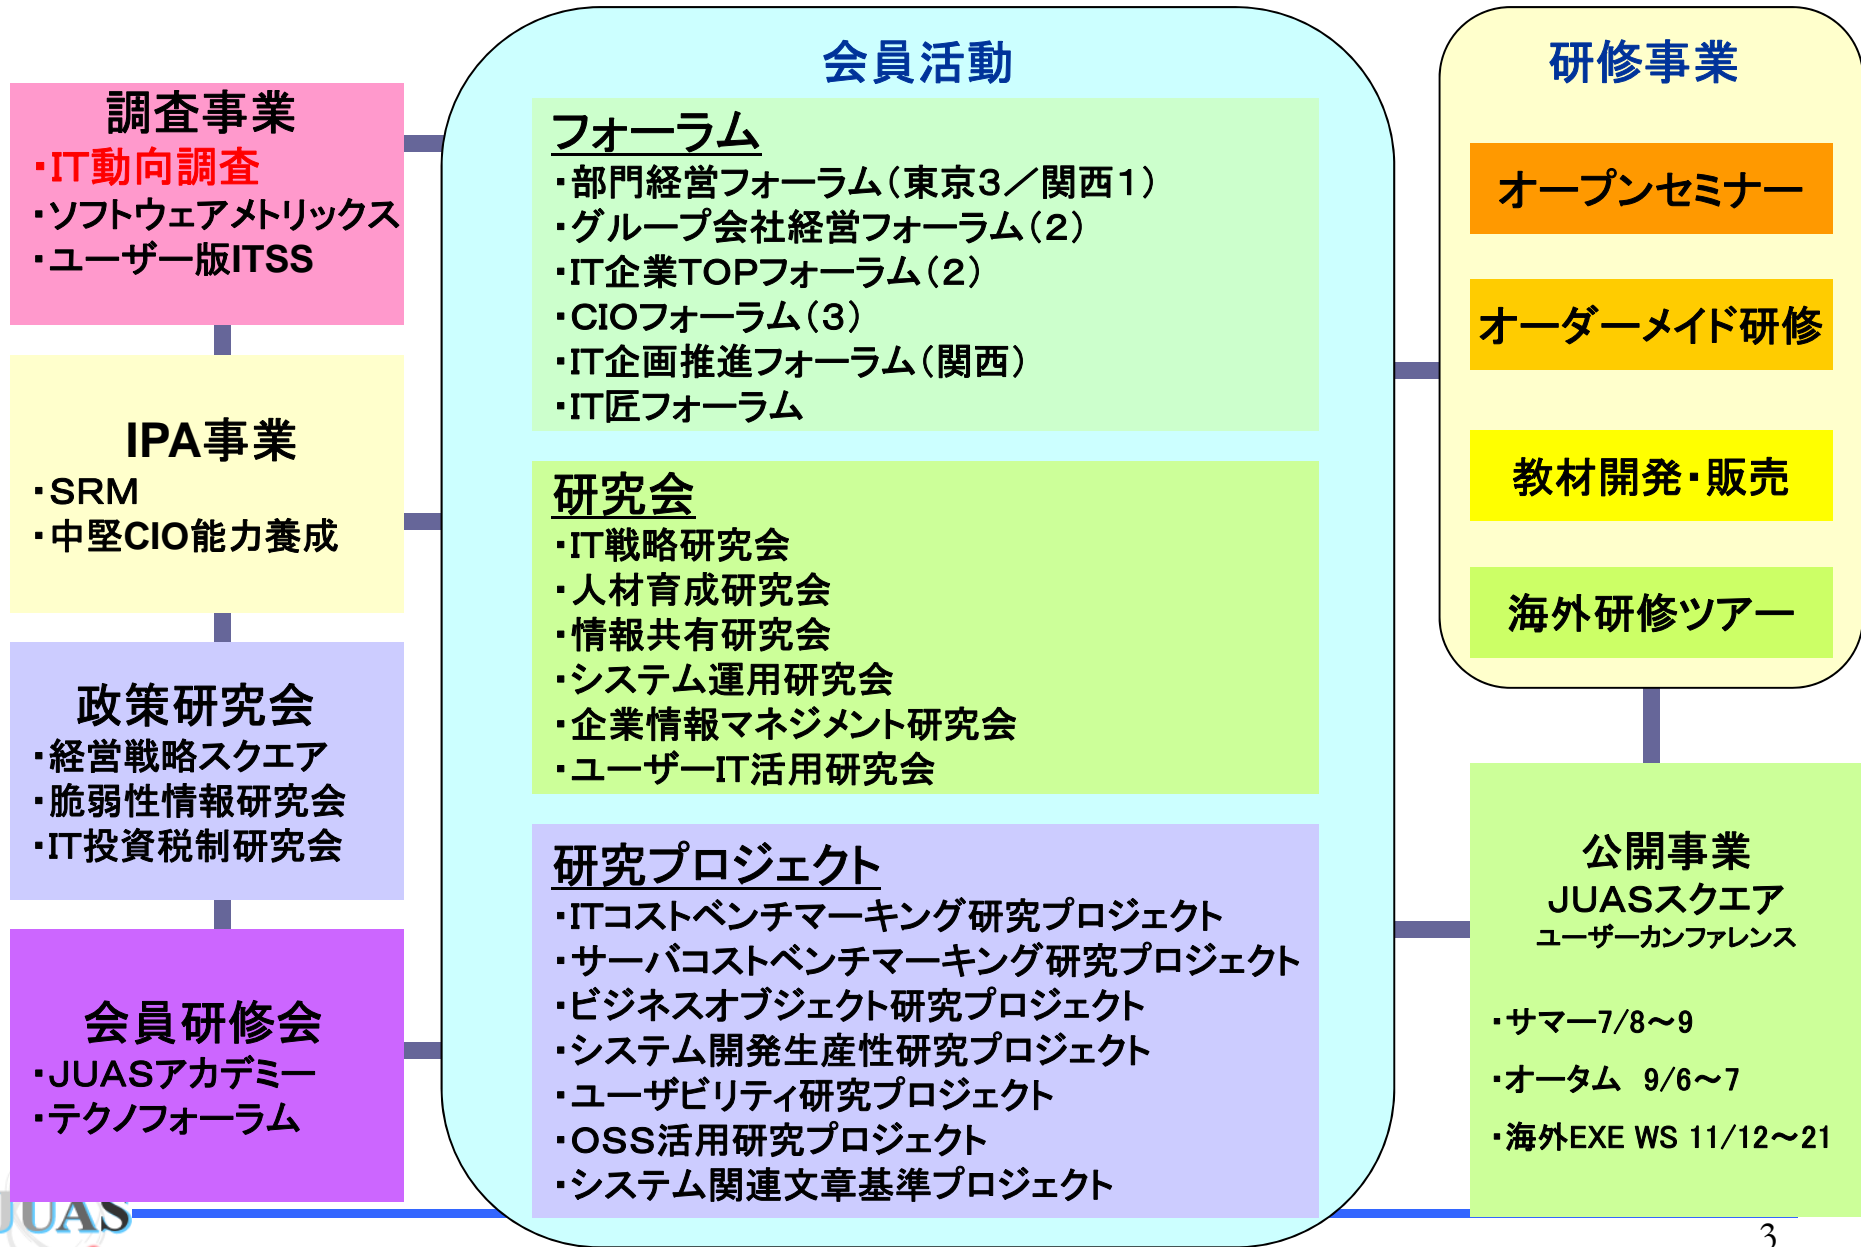 調査事業
・IT動向調査
・ソフトウェアメトリックス
・ユーザー版ITSS
IPA事業
・SRM
・中堅CIO能力養成
政策研究会
・経営戦略スクエア
・脆弱性情報研究会
・IT投資税制研究会
会員研修会
・JUASアカデミー
・テクノフォーラム
会員活動
フォーラム
・部門経営フォーラム（東京3／関西1）
・グループ会社経営フォーラム（2）
・IT企業TOPフォーラム（2）
・CIOフォーラム（3）
・IT企画推進フォーラム（関西）
・IT匠フォーラム
研究会
・IT戦略研究会
・人材育成研究会
・情報共有研究会
・システム運用研究会
・企業情報マネジメント研究会
・ユーザーIT活用研究会
研究プロジェクト
・ITコストベンチマーキング研究プロジェクト
・サーバコストベンチマーキング研究プロジェクト
・ビジネスオブジェクト研究プロジェクト
・システム開発生産性研究プロジェクト
・ユーザビリティ研究プロジェクト
・OSS活用研究プロジェクト
・システム関連文章基準プロジェクト
研修事業
オープンセミナー
オーダーメイド研修
教材開発・販売
海外研修ツアー
公開事業
JUASスクエア
ユーザーカンファレンス
・サマー7/8～9
・オータム 9/6～7
・海外EXE WS 11/12～21
JUAS
3